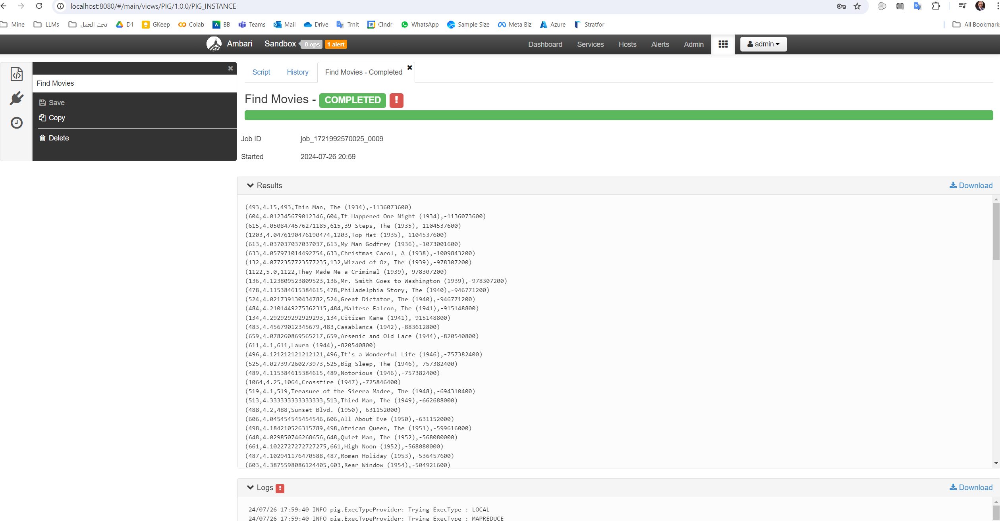 localhost:8080/#/main/views/PIG/1.0.0/PIG_INSTANCE
Mine LLMs تحت العمل D1 GKeep Colab BB Teams Mail Drive TrnIt Clndr WhatsApp Sample Size Meta Biz Azure Stratfor All Bookmark
Ambari Sandbox 0 ops 1 alert Dashboard Services Hosts Alerts Admin admin
Script History Find Movies - Completed
Find Movies
Save
Copy
Delete
Find Movies - COMPLETED !
Job ID job_1721992570025_0009
Started 2024-07-26 20:59
Results Download
(493,4.15,493,Thin Man, The (1934),-1136073600)
(604,4.012345679012346,604,It Happened One Night (1934),-1136073600)
(615,4.0508474576271185,615,39 Steps, The (1935),-1104537600)
(1203,4.0476190476190474,1203,Top Hat (1935),-1104537600)
(613,4.037037037037037,613,My Man Godfrey (1936),-1073001600)
(633,4.057971014492754,633,Christmas Carol, A (1938),-1009843200)
(132,4.0772357723577235,132,Wizard of Oz, The (1939),-978307200)
(1122,5.0,1122,They Made Me a Criminal (1939),-978307200)
(136,4.123809523809523,136,Mr. Smith Goes to Washington (1939),-978307200)
(478,4.115384615384615,478,Philadelphia Story, The (1940),-946771200)
(524,4.021739130434782,524,Great Dictator, The (1940),-946771200)
(484,4.2101449275362315,484,Maltese Falcon, The (1941),-915148800)
(134,4.292929292929293,134,Citizen Kane (1941),-915148800)
(483,4.45679012345679,483,Casablanca (1942),-883612800)
(659,4.078260869565217,659,Arsenic and Old Lace (1944),-820540800)
(611,4.1,611,Laura (1944),-820540800)
(496,4.121212121212121,496,It's a Wonderful Life (1946),-757382400)
(525,4.027397260273973,525,Big Sleep, The (1946),-757382400)
(489,4.115384615384615,489,Notorious (1946),-757382400)
(1064,4.25,1064,Crossfire (1947),-725846400)
(519,4.1,519,Treasure of the Sierra Madre, The (1948),-694310400)
(513,4.333333333333333,513,Third Man, The (1949),-662688000)
(488,4.2,488,Sunset Blvd. (1950),-631152000)
(606,4.045454545454546,606,All About Eve (1950),-631152000)
(498,4.184210526315789,498,African Queen, The (1951),-599616000)
(648,4.029850746268656,648,Quiet Man, The (1952),-568080000)
(661,4.1022727272727275,661,High Noon (1952),-568080000)
(487,4.102941176470588,487,Roman Holiday (1953),-536457600)
(603,4.3875598086124405,603,Rear Window (1954),-504921600)
Logs ! Download
24/07/26 17:59:40 INFO pig.ExecTypeProvider: Trying ExecType : LOCAL
24/07/26 17:59:40 INFO pig.ExecTypeProvider: Trying ExecType : MAPREDUCE